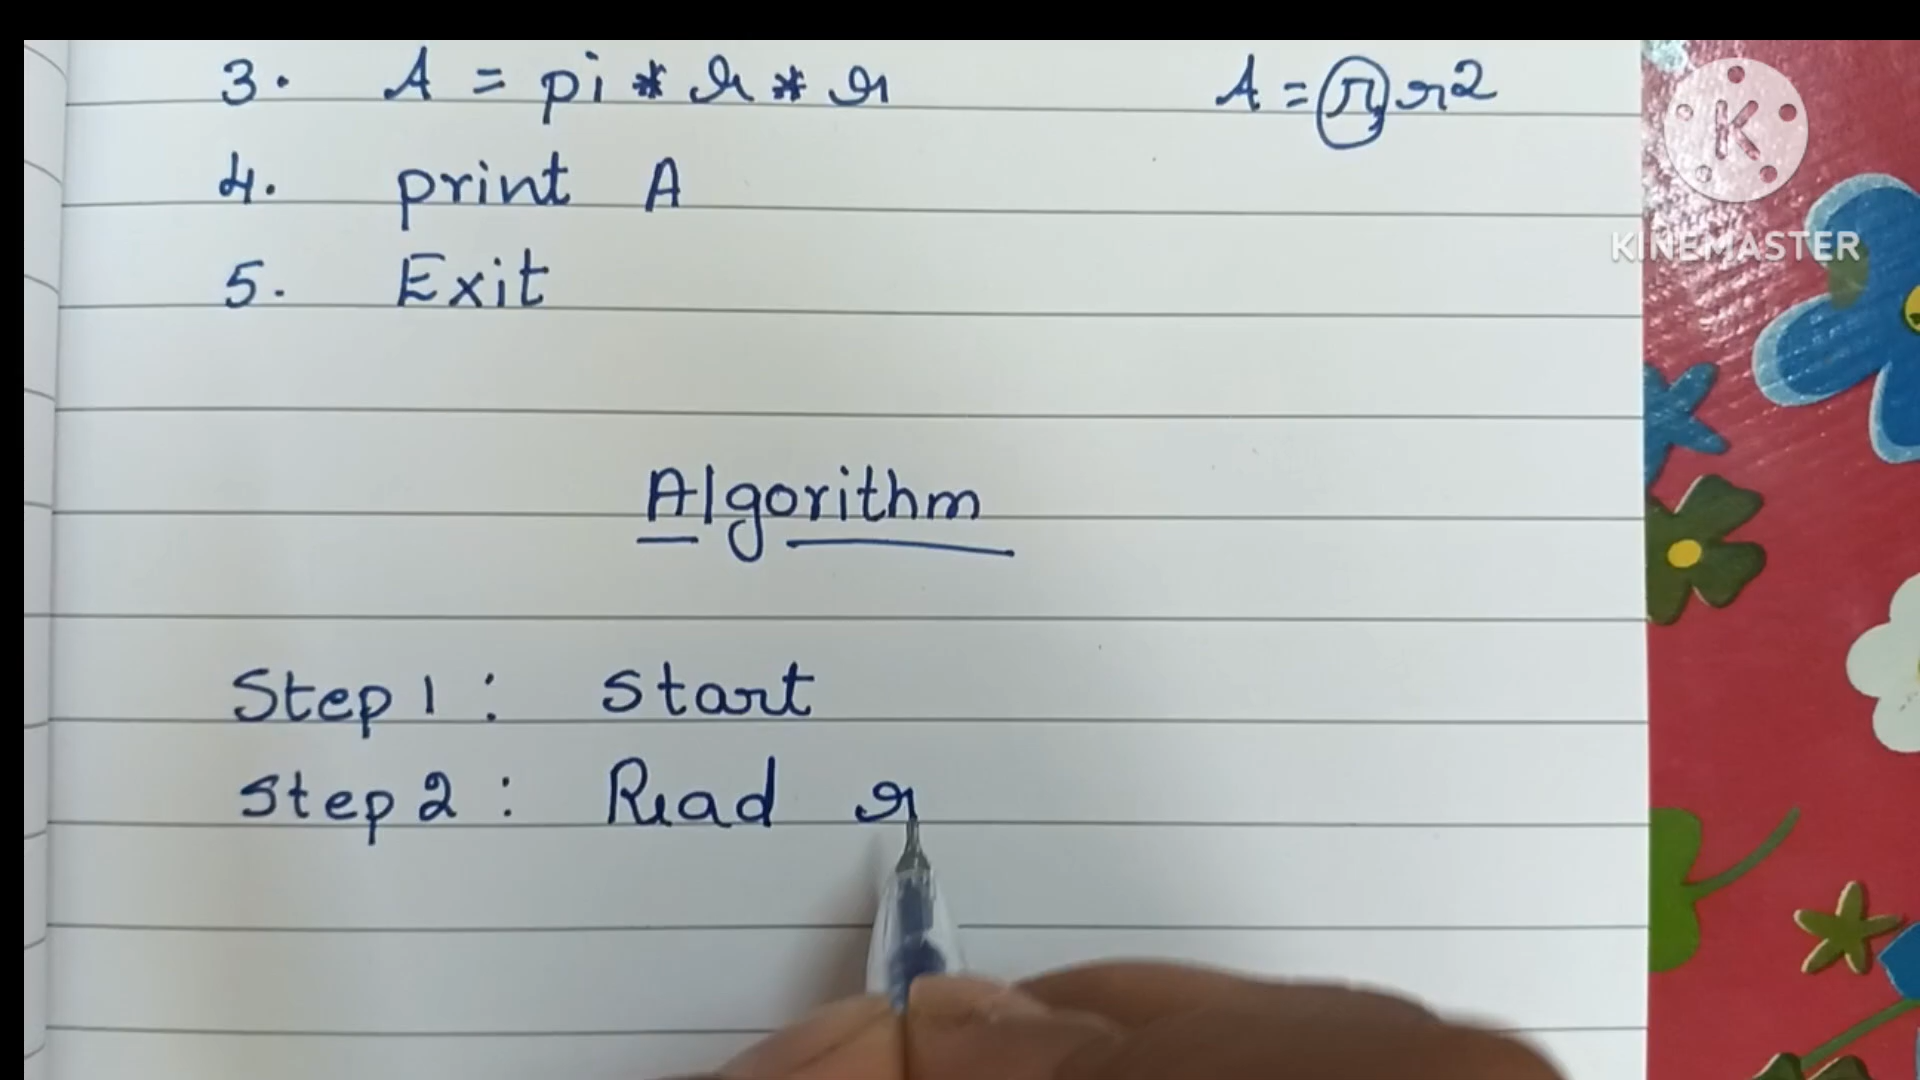 3. A = pi * r * r A = π r2
4. print A
5. Exit
K
KINEMASTER
Algorithm
Step 1 : Start
Step 2 : Read r